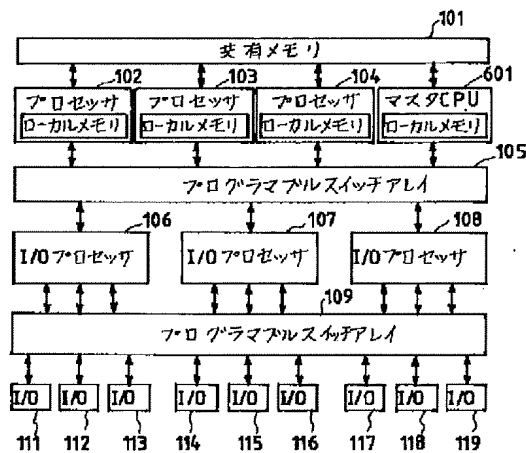 101
共有メモリ
102 103 104 601
プロセッサ プロセッサ プロセッサ マスタCPU
ローカルメモリ ローカルメモリ ローカルメモリ ローカルメモリ
105
プログラマブルスイッチアレイ
106 107 108
I/Oプロセッサ I/Oプロセッサ I/Oプロセッサ
109
プログラマブルスイッチアレイ
I/O I/O I/O I/O I/O I/O I/O I/O I/O
111 112 113 114 115 116 117 118 119